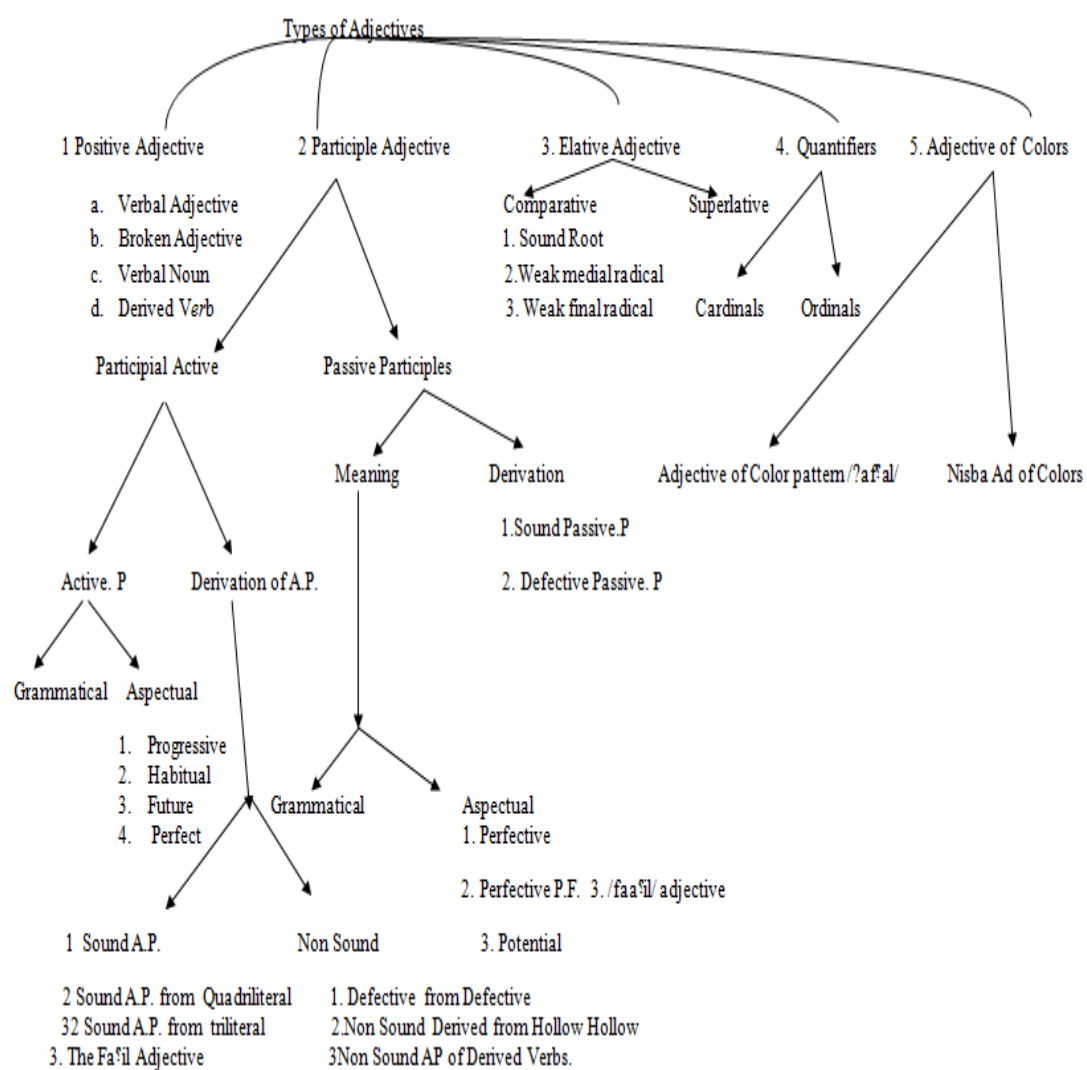 Types of Adjectives
1 Positive Adjective
2 Participle Adjective
3. Elative Adjective
4. Quantifiers
5. Adjective of Colors
a. Verbal Adjective
b. Broken Adjective
c. Verbal Noun
d. Derived Verb
Comparative
1. Sound Root
2.Weak medial radical
3. Weak final radical
Superlative
Cardinals
Ordinals
Participial Active
Passive Participles
Meaning
Derivation
1.Sound Passive.P
2. Defective Passive. P
Adjective of Color pattern /?afˤal/
Nisba Ad of Colors
Active. P
Derivation of A.P.
Grammatical
Aspectual
1. Progressive
2. Habitual
3. Future
4. Perfect
Grammatical
Aspectual
1. Perfective
2. Perfective P.F. 3. /faaˤil/ adjective
3. Potential
1 Sound A.P.
Non Sound
2 Sound A.P. from Quadriliteral
32 Sound A.P. from triliteral
3. The Faˤil Adjective
1. Defective from Defective
2.Non Sound Derived from Hollow Hollow
3Non Sound AP of Derived Verbs.